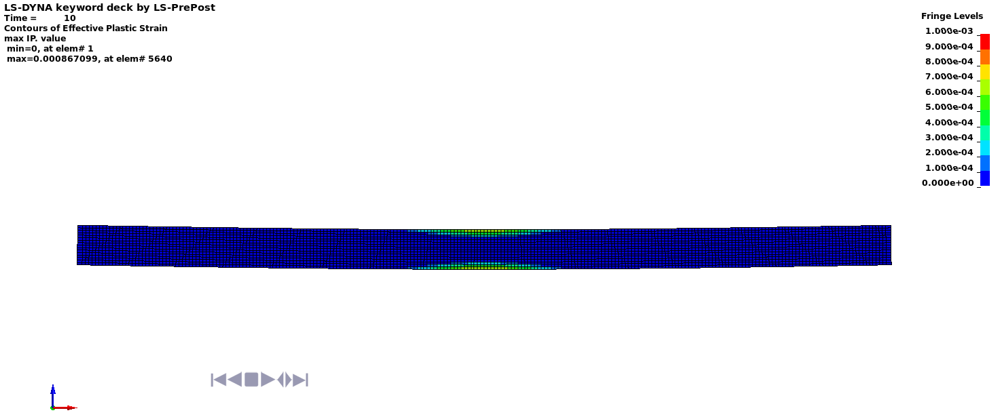 LS-DYNA keyword deck by LS-PrePost
Time = 10
Contours of Effective Plastic Strain
max IP. value
min=0, at elem# 1
max=0.000867099, at elem# 5640
Fringe Levels
1.000e-03
9.000e-04
8.000e-04
7.000e-04
6.000e-04
5.000e-04
4.000e-04
3.000e-04
2.000e-04
1.000e-04
0.000e+00